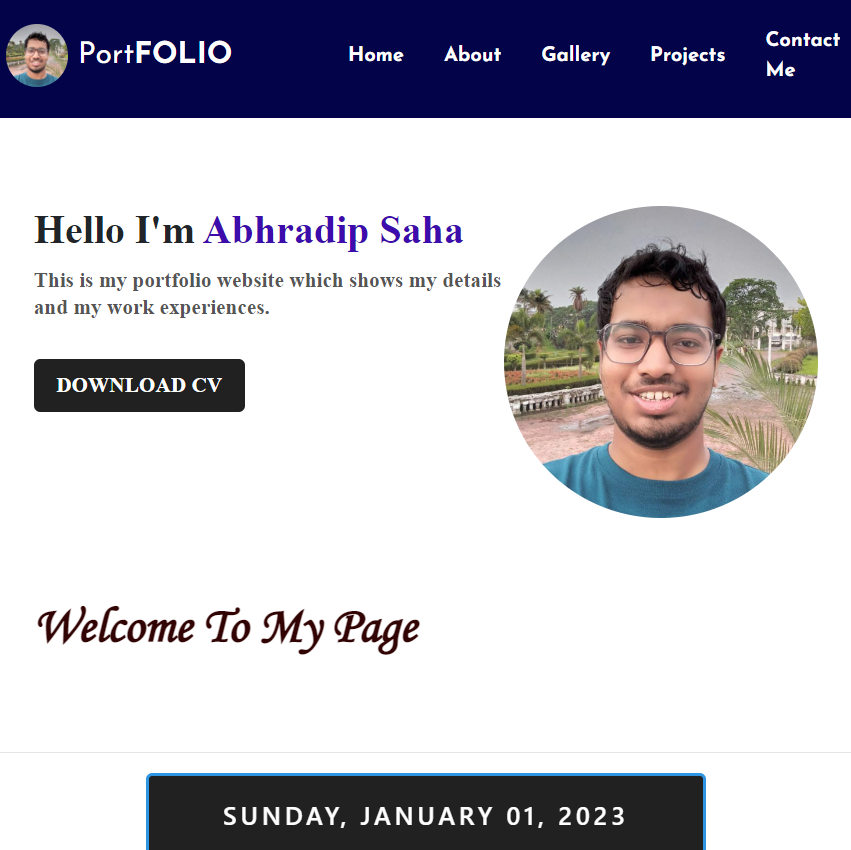 PortFOLIO
Home About Gallery Projects Contact Me
Hello I'm Abhradip Saha
This is my portfolio website which shows my details
and my work experiences.
DOWNLOAD CV
Welcome To My Page
SUNDAY, JANUARY 01, 2023